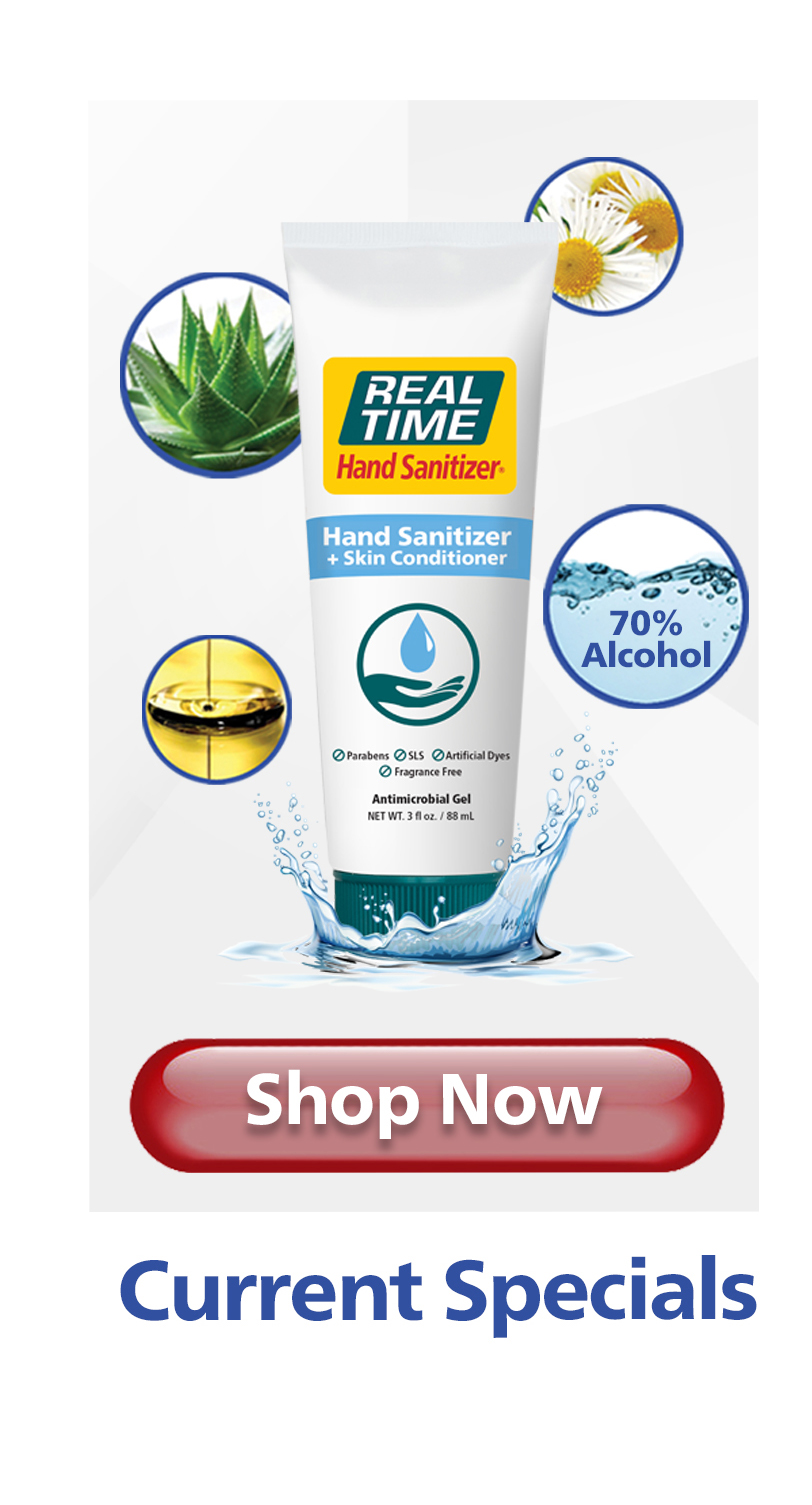 REAL
TIME
Hand Sanitizer®
Hand Sanitizer
+ Skin Conditioner
70%
Alcohol
Parabens SLS Artificial Dyes
Fragrance Free
Antimicrobial Gel
NET WT. 3 fl oz. / 88 mL
Shop Now
Current Specials